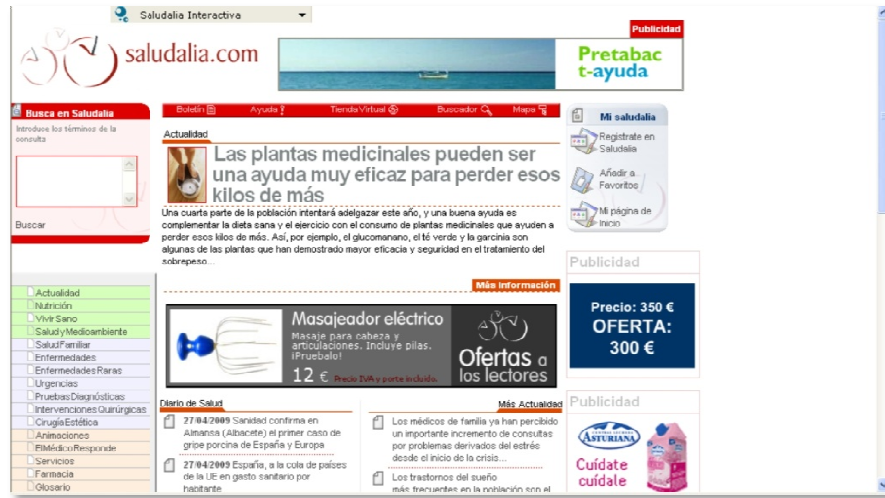 Saludalia Interactiva
saludalia.com
Publicidad
Pretabac
t-ayuda
Busca en Saludalia
Introduce los términos de la
consulta
Buscar
Boletín
Ayuda
Tienda Virtual
Buscador
Mapa
Actualidad
Las plantas medicinales pueden ser
una ayuda muy eficaz para perder esos
kilos de más
Una cuarta parte de la población intentará adelgazar este año, y una buena ayuda es
complementar la dieta sana y el ejercicio con el consumo de plantas medicinales que ayuden a
perder esos kilos de más. Así, por ejemplo, el glucomanano, el té verde y la garcinia son
algunas de las plantas que han demostrado mayor eficacia y seguridad en el tratamiento del
sobrepeso...
Más Información
Mi saludalia
Registrate en
Saludalia
Añadir a
Favoritos
Mi página de
Inicio
Publicidad
Precio: 350 €
OFERTA:
300 €
Actualidad
Nutrición
Vivir Sano
Salud y Medioambiente
Salud Familiar
Enfermedades
Enfermedades Raras
Urgencias
Pruebas Diagnósticas
Intervenciones Quirúrgicas
Cirugía Estética
Animaciones
El Médico Responde
Servicios
Farmacia
Glosario
Masajeador eléctrico
Masaje para cabeza y
articulaciones. Incluye pilas.
¡Pruebalo!
12 € Precio IVA y porte incluido.
Ofertas a
los lectores
Diario de Salud
27/04/2009 Sanidad confirma en
Almansa (Albacete) el primer caso de
gripe porcina de España y Europa
27/04/2009 España, a la cola de países
de la UE en gasto sanitario por
habitante
Más Actualidad
Los médicos de familia ya han percibido
un importante incremento de consultas
por problemas derivados del estrés
desde el inicio de la crisis...
Los trastornos del sueño
más frecuentes en la población son el
Publicidad
ASTURIANA
Cuídate
cuídale